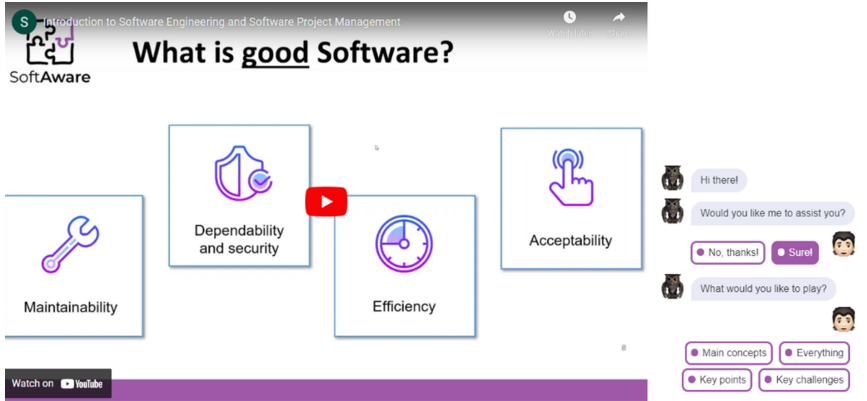 S
Introduction to Software Engineering and Software Project Management
Watch later
Share
SoftAware
What is good Software?
Dependability
and security
Acceptability
Maintainability
Efficiency
8
Watch on YouTube
Hi there!
Would you like me to assist you?
No, thanks!
Sure!
What would you like to play?
Main concepts
Everything
Key points
Key challenges